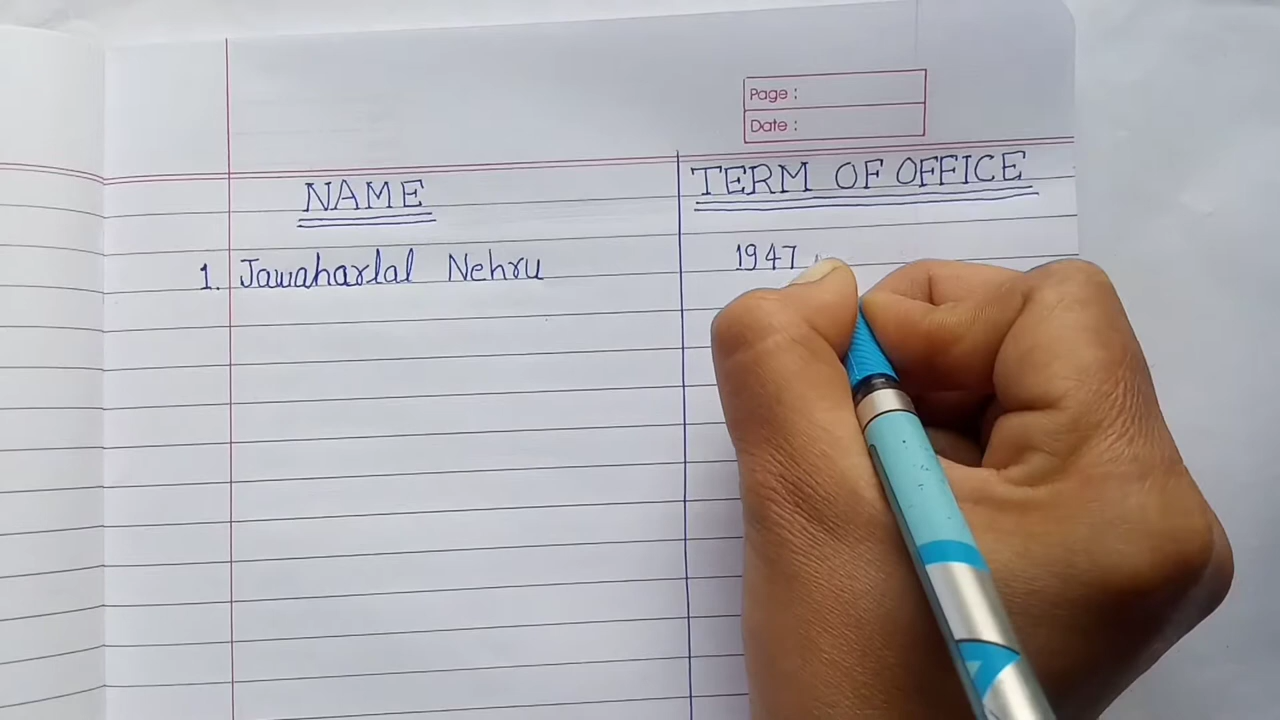 Page :
Date :
NAME
TERM OF OFFICE
1. Jawaharlal Nehru
1947